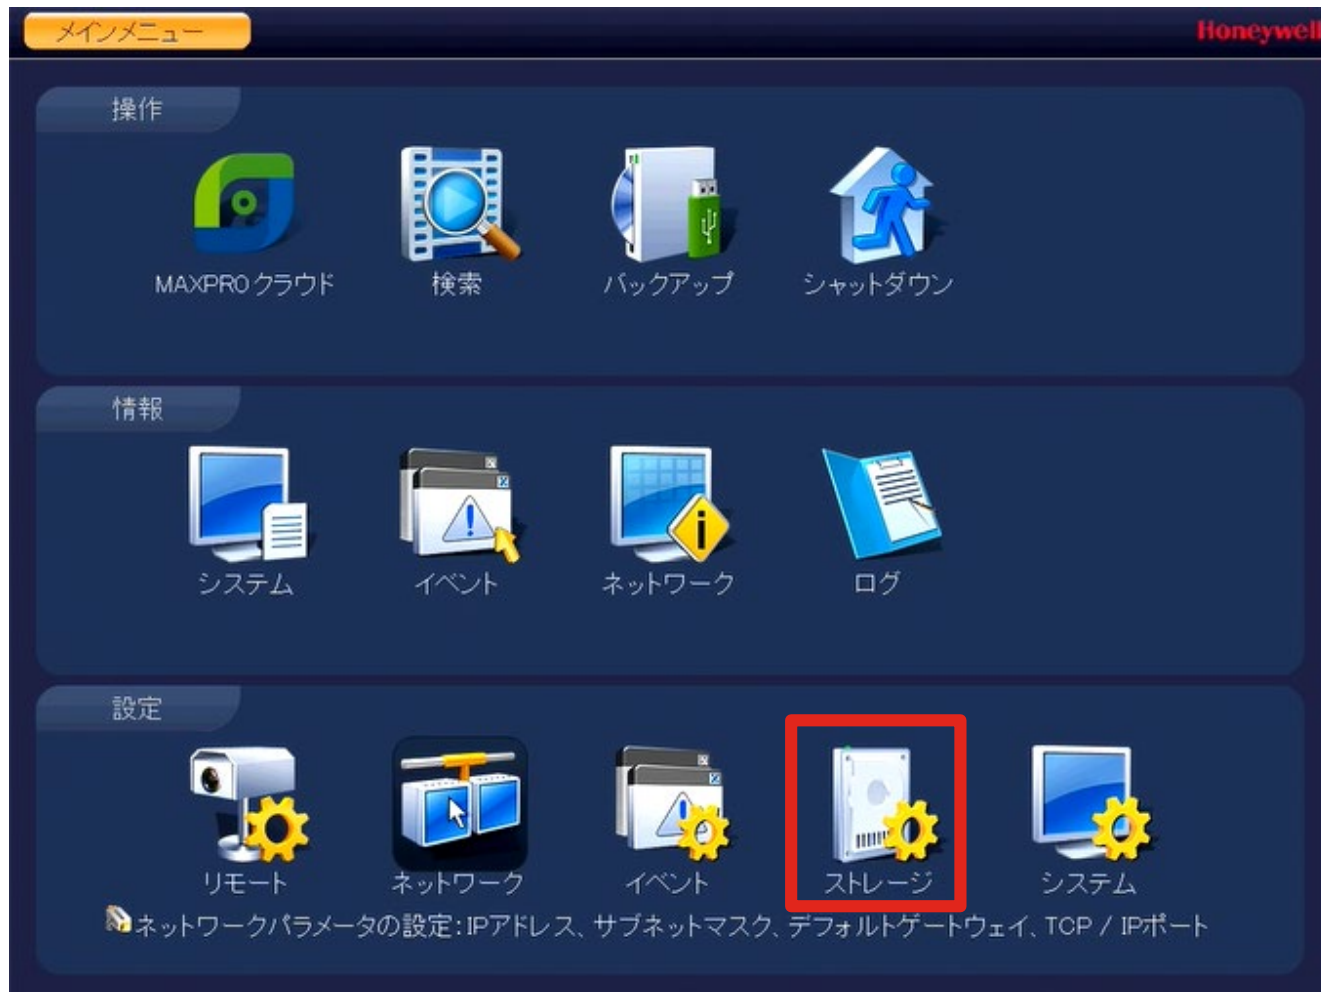 メインメニュー
Honeywell
操作
MAXPROクラウド
検索
バックアップ
シャットダウン
情報
システム
イベント
ネットワーク
ログ
設定
リモート
ネットワーク
イベント
ストレージ
システム
ネットワークパラメータの設定:IPアドレス、サブネットマスク、デフォルトゲートウェイ、TCP / IPポート